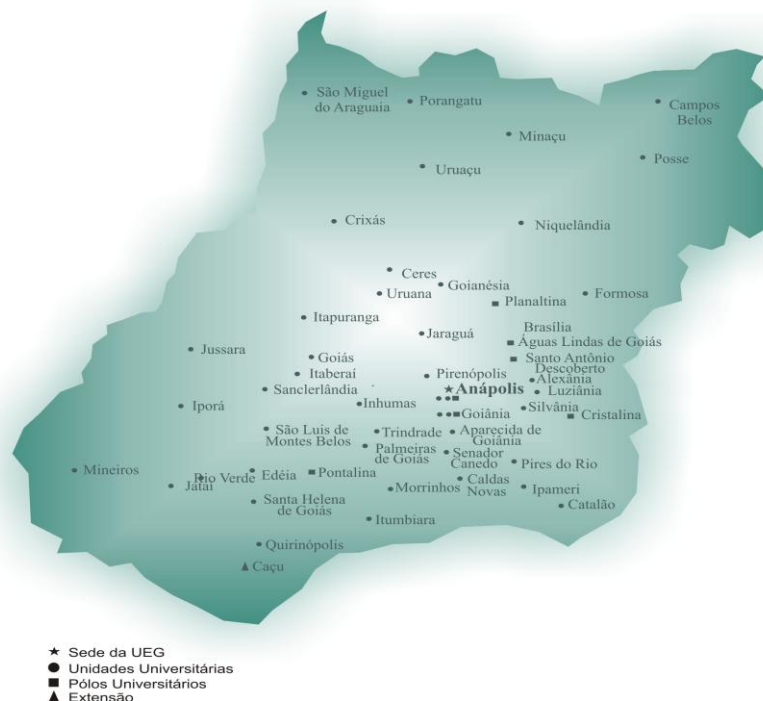 São Miguel
do Araguaia
Porangatu
Campos
Belos
Minaçu
Posse
Uruaçu
Crixás
Niquelândia
Ceres
Goianésia
Uruana
Planaltina
Formosa
Itapuranga
Brasília
Jaraguá
Águas Lindas de Goiás
Jussara
Goiás
Santo Antônio
Descoberto
Itaberaí
Pirenópolis
Alexânia
Sanclerlândia
Anápolis
Luziânia
Iporá
Inhumas
Goiânia
Silvânia
Cristalina
São Luis de
Montes Belos
Trindrade
Aparecida de
Goiânia
Palmeiras
de Goiás
Senador
Canedo
Mineiros
Rio Verde
Edéia
Pontalina
Pires do Rio
Jataí
Morrinhos
Caldas
Novas
Ipameri
Santa Helena
de Goiás
Catalão
Itumbiara
Quirinópolis
Caçu
Sede da UEG
Unidades Universitárias
Pólos Universitários
Extensão